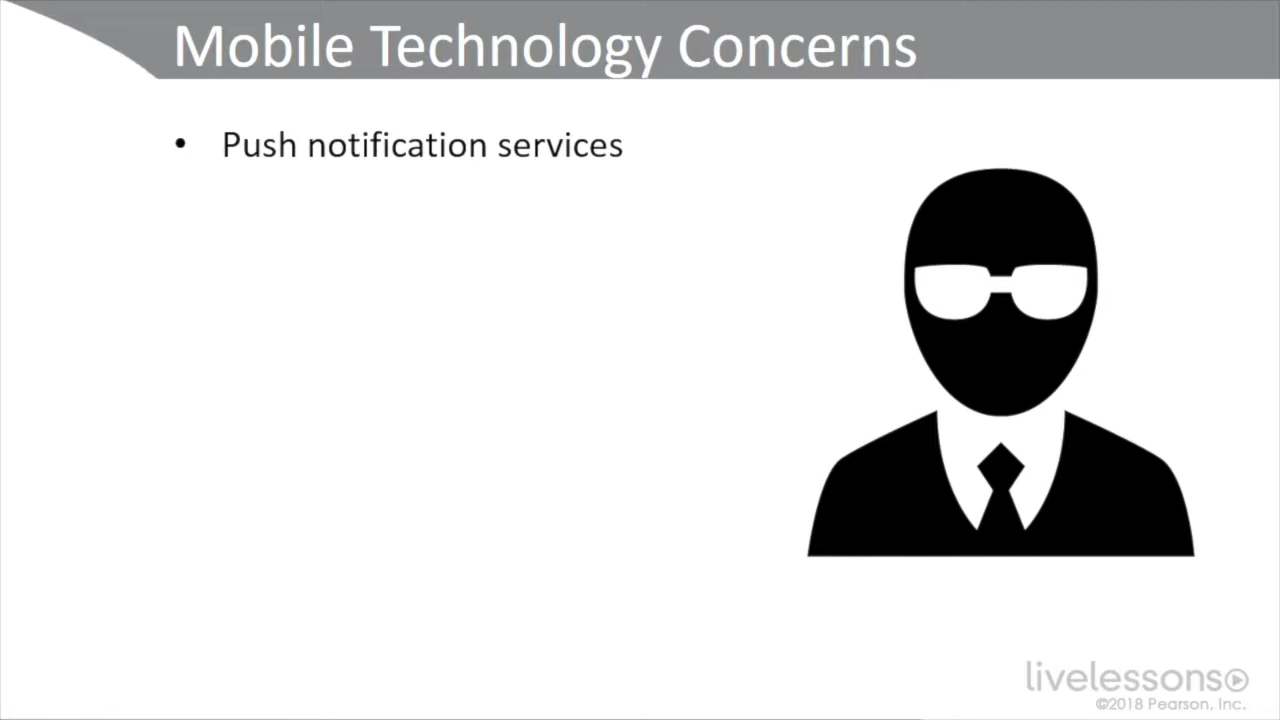 Mobile Technology Concerns
• Push notification services
livelessons
©2018 Pearson, Inc.